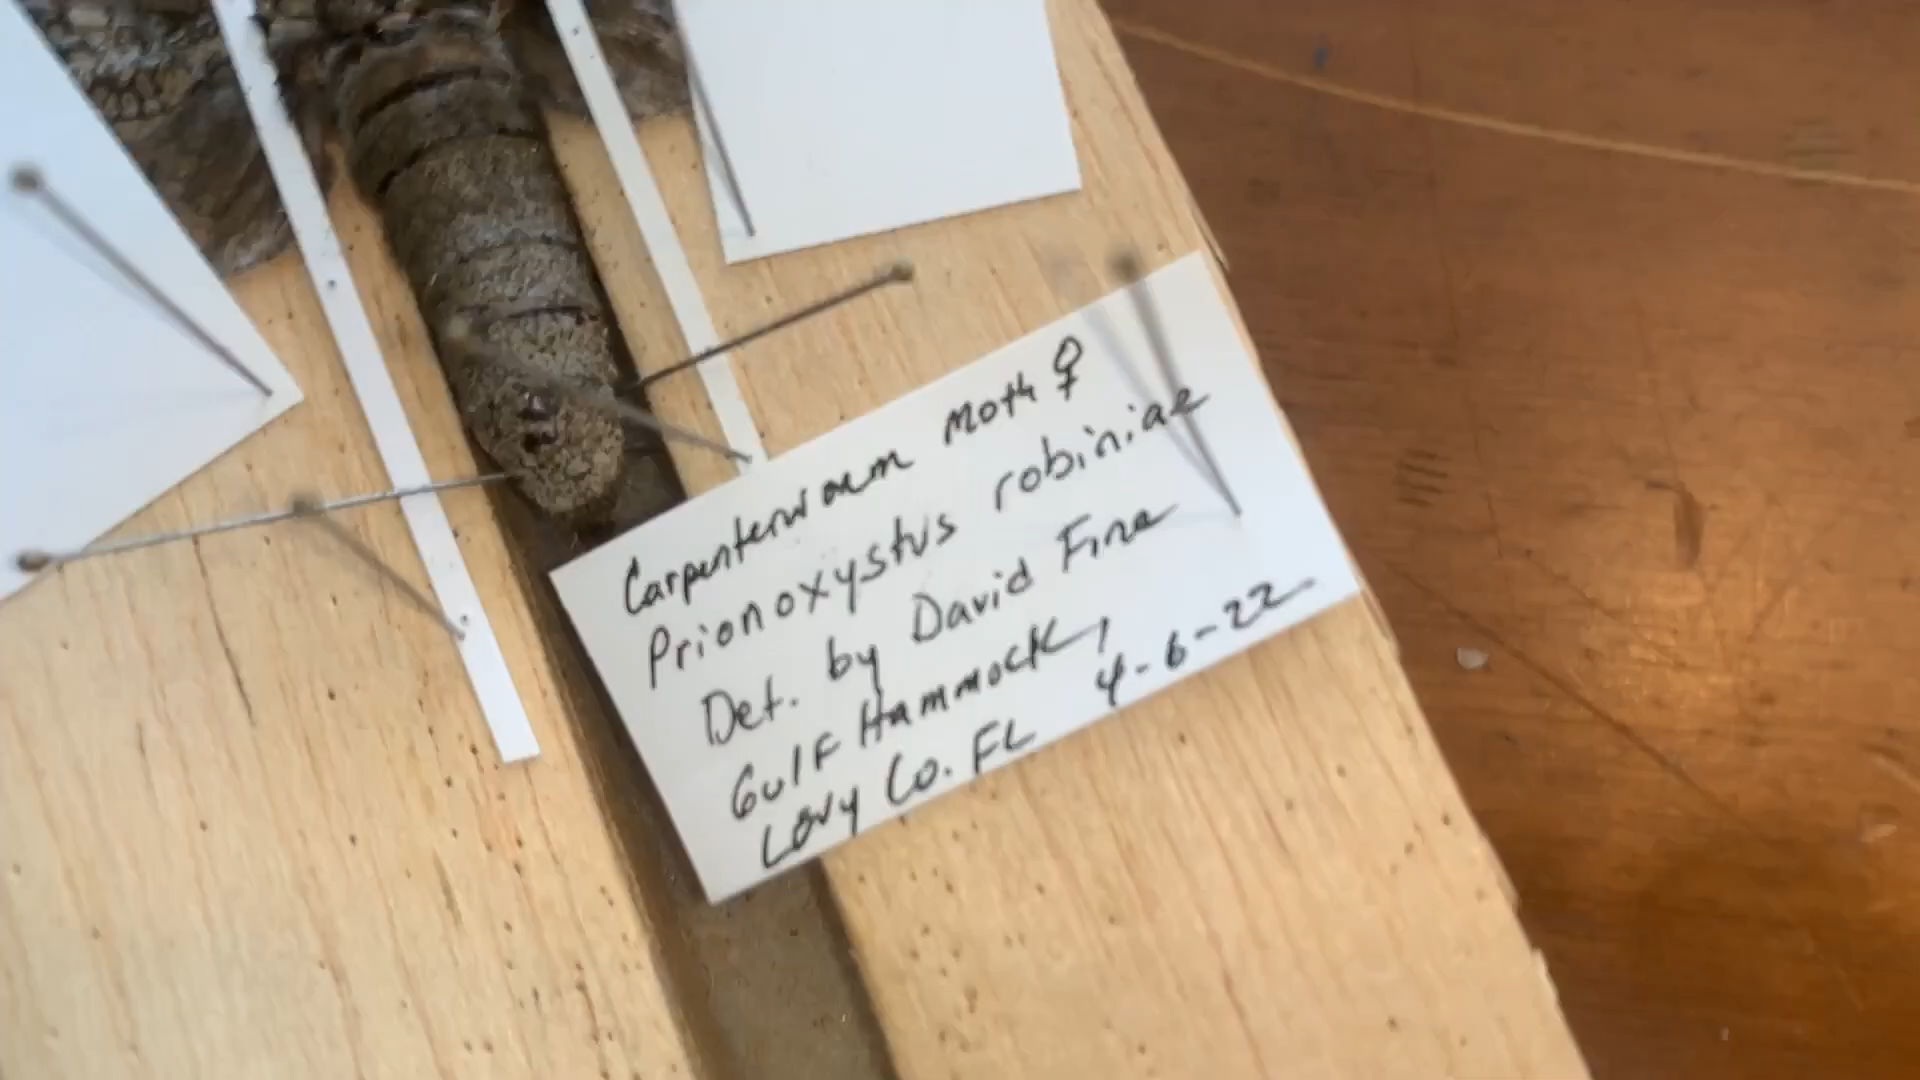 Carpenterworm Moth ♀
Prionoxystus robiniae
Det. by David Fine
Gulf Hammock,
Levy Co. FL 4-6-22